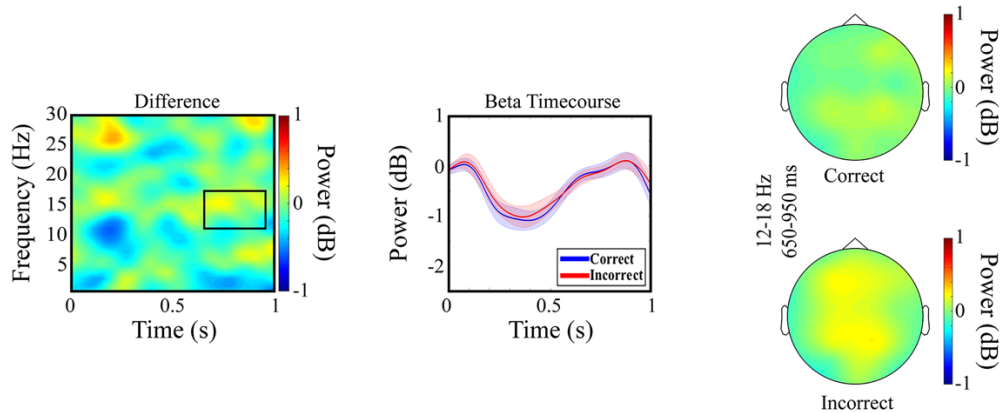 Difference
30
25
20
15
10
5
0
0.5
1
Frequency (Hz)
Time (s)
1
0
-1
Power (dB)
Beta Timecourse
1
0
-1
-2
0
0.5
1
Power (dB)
Time (s)
Correct
Incorrect
12-18 Hz
650-950 ms
1
0
-1
Power (dB)
Correct
1
0
-1
Power (dB)
Incorrect